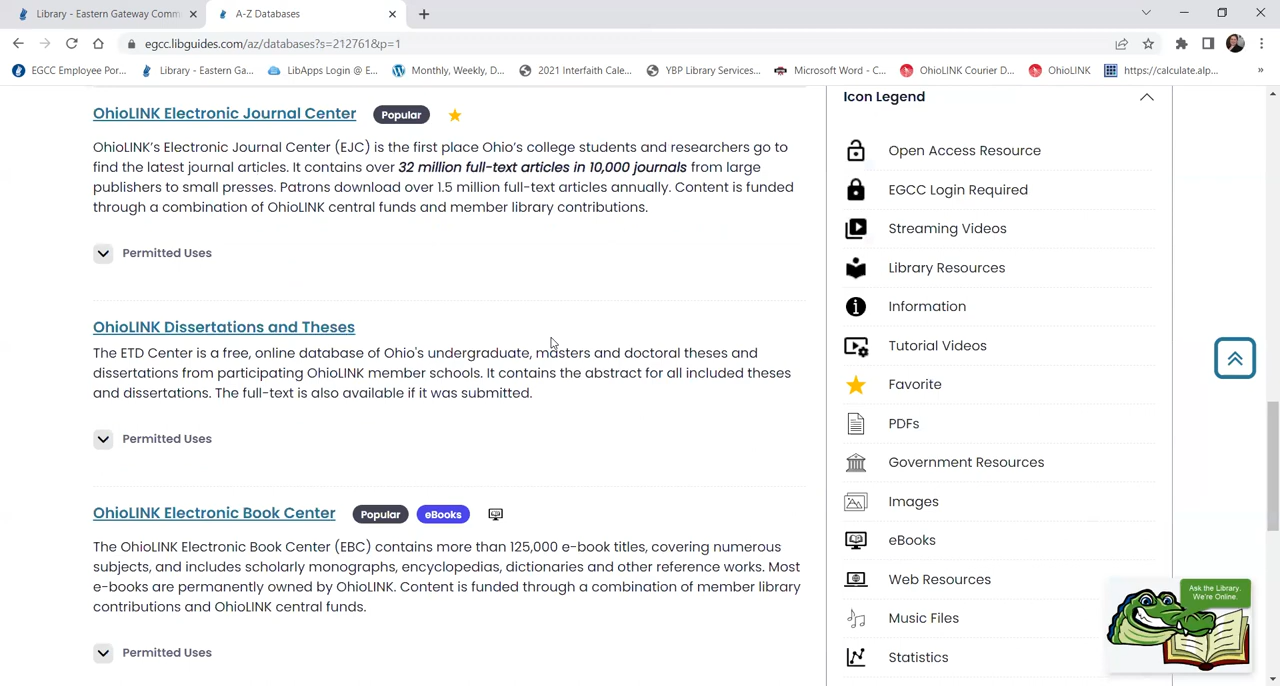 Library - Eastern Gateway Comm
A-Z Databases
egcc.libguides.com/az/databases?s=212761&p=1
EGCC Employee Por...
Library - Eastern Ga...
LibApps Login @ E...
Monthly, Weekly, D...
2021 Interfaith Cale...
YBP Library Services...
Microsoft Word - C...
OhioLINK Courier D...
OhioLINK
https://calculate.alp...
»
OhioLINK Electronic Journal Center Popular
OhioLINK's Electronic Journal Center (EJC) is the first place Ohio's college students and researchers go to
find the latest journal articles. It contains over 32 million full-text articles in 10,000 journals from large
publishers to small presses. Patrons download over 1.5 million full-text articles annually. Content is funded
through a combination of OhioLINK central funds and member library contributions.
Permitted Uses
OhioLINK Dissertations and Theses
The ETD Center is a free, online database of Ohio's undergraduate, masters and doctoral theses and
dissertations from participating OhioLINK member schools. It contains the abstract for all included theses
and dissertations. The full-text is also available if it was submitted.
Permitted Uses
OhioLINK Electronic Book Center Popular eBooks
The OhioLINK Electronic Book Center (EBC) contains more than 125,000 e-book titles, covering numerous
subjects, and includes scholarly monographs, encyclopedias, dictionaries and other reference works. Most
e-books are permanently owned by OhioLINK. Content is funded through a combination of member library
contributions and OhioLINK central funds.
Permitted Uses
Icon Legend
Open Access Resource
EGCC Login Required
Streaming Videos
Library Resources
Information
Tutorial Videos
Favorite
PDFs
Government Resources
Images
eBooks
Web Resources
Music Files
Statistics
Ask the Library.
We're Online.